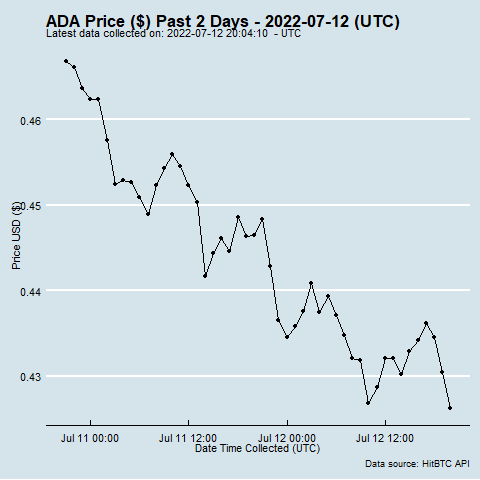 ADA Price ($) Past 2 Days - 2022-07-12 (UTC)
Latest data collected on: 2022-07-12 20:04:10 - UTC
Price USD ($)
0.46
0.45
0.44
0.43
Jul 11 00:00 Jul 11 12:00 Jul 12 00:00 Jul 12 12:00
Date Time Collected (UTC)
Data source: HitBTC API